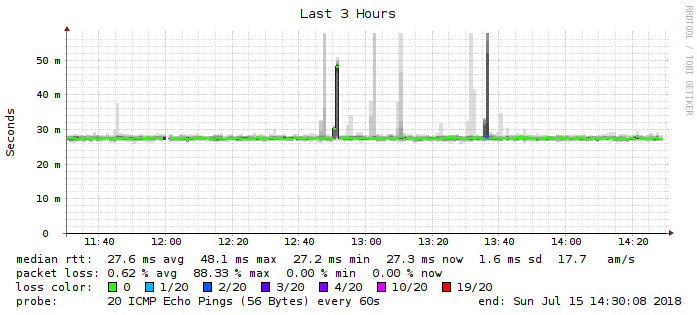 Last 3 Hours
RRDTOOL / TOBI OETIKER
Seconds
50 m
40 m
30 m
20 m
10 m
0
11:40 12:00 12:20 12:40 13:00 13:20 13:40 14:00 14:20
median rtt: 27.6 ms avg 48.1 ms max 27.2 ms min 27.3 ms now 1.6 ms sd 17.7 am/s
packet loss: 0.62 % avg 88.33 % max 0.00 % min 0.00 % now
loss color: 0 1/20 2/20 3/20 4/20 10/20 19/20
probe: 20 ICMP Echo Pings (56 Bytes) every 60s end: Sun Jul 15 14:30:08 2018